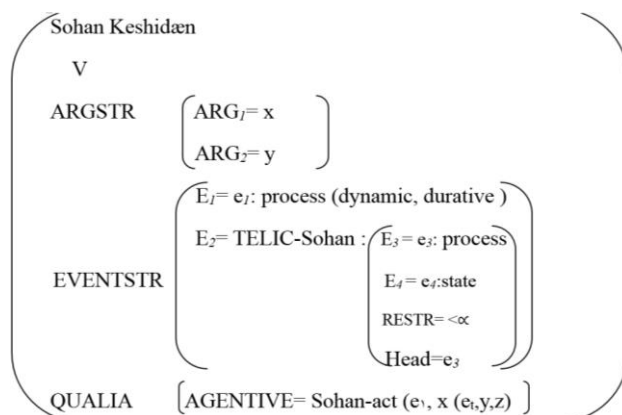 Sohan Keshidæn
V
ARGSTR
ARG₁= x
ARG₂= y
EVENTSTR
E₁= e₁: process (dynamic, durative )
E₂= TELIC-Sohan : E₃= e₃: process
E₄= e₄:state
RESTR= <∝
Head=e₃
QUALIA [AGENTIVE= Sohan-act (e١, x (eₜ,y,z)]